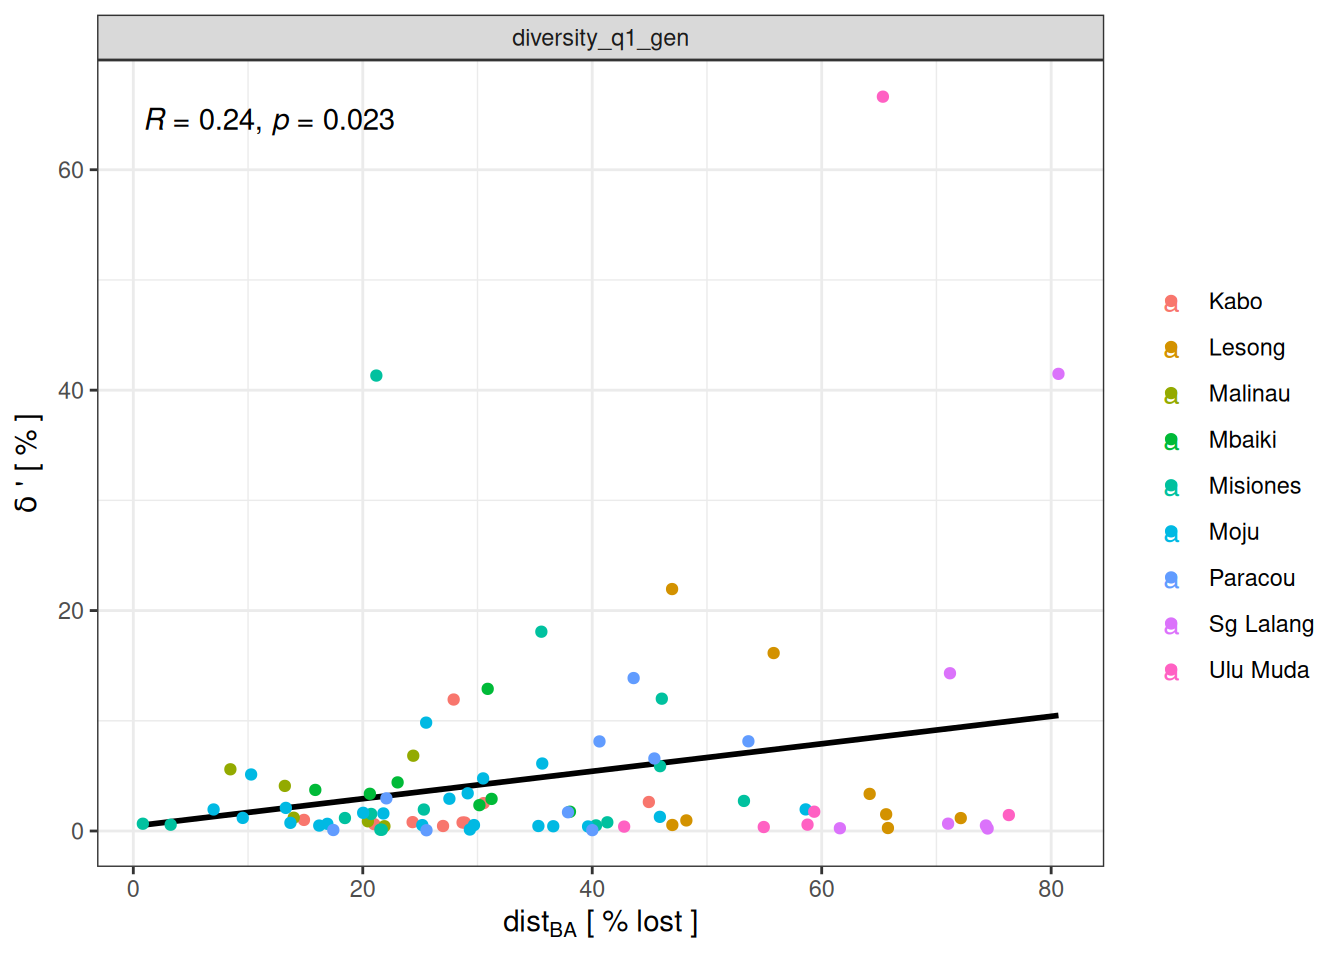 diversity_q1_gen
R = 0.24, p = 0.023
60
40
20
0
δ ' [ % ]
0 20 40 60 80
dist_BA [ % lost ]
a Kabo
a Lesong
a Malinau
a Mbaiki
a Misiones
a Moju
a Paracou
a Sg Lalang
a Ulu Muda